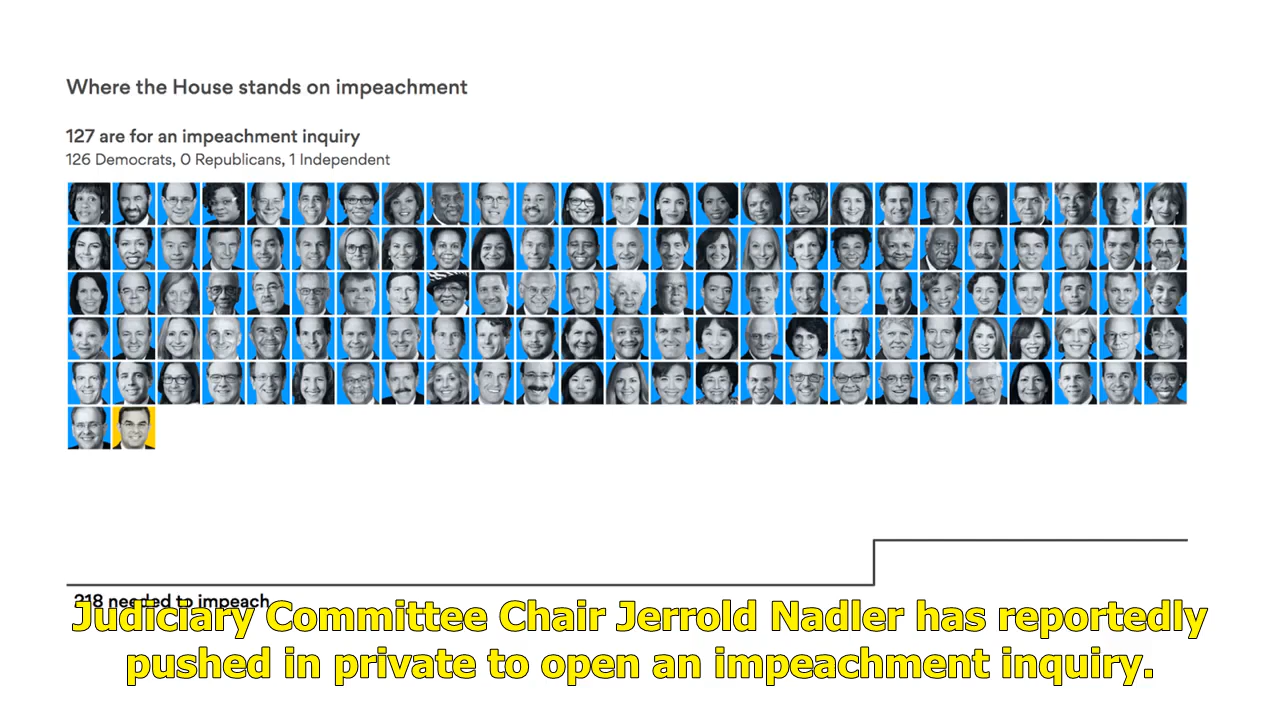 Where the House stands on impeachment
127 are for an impeachment inquiry
126 Democrats, 0 Republicans, 1 Independent
218 needed to impeach
Judiciary Committee Chair Jerrold Nadler has reportedly
pushed in private to open an impeachment inquiry.